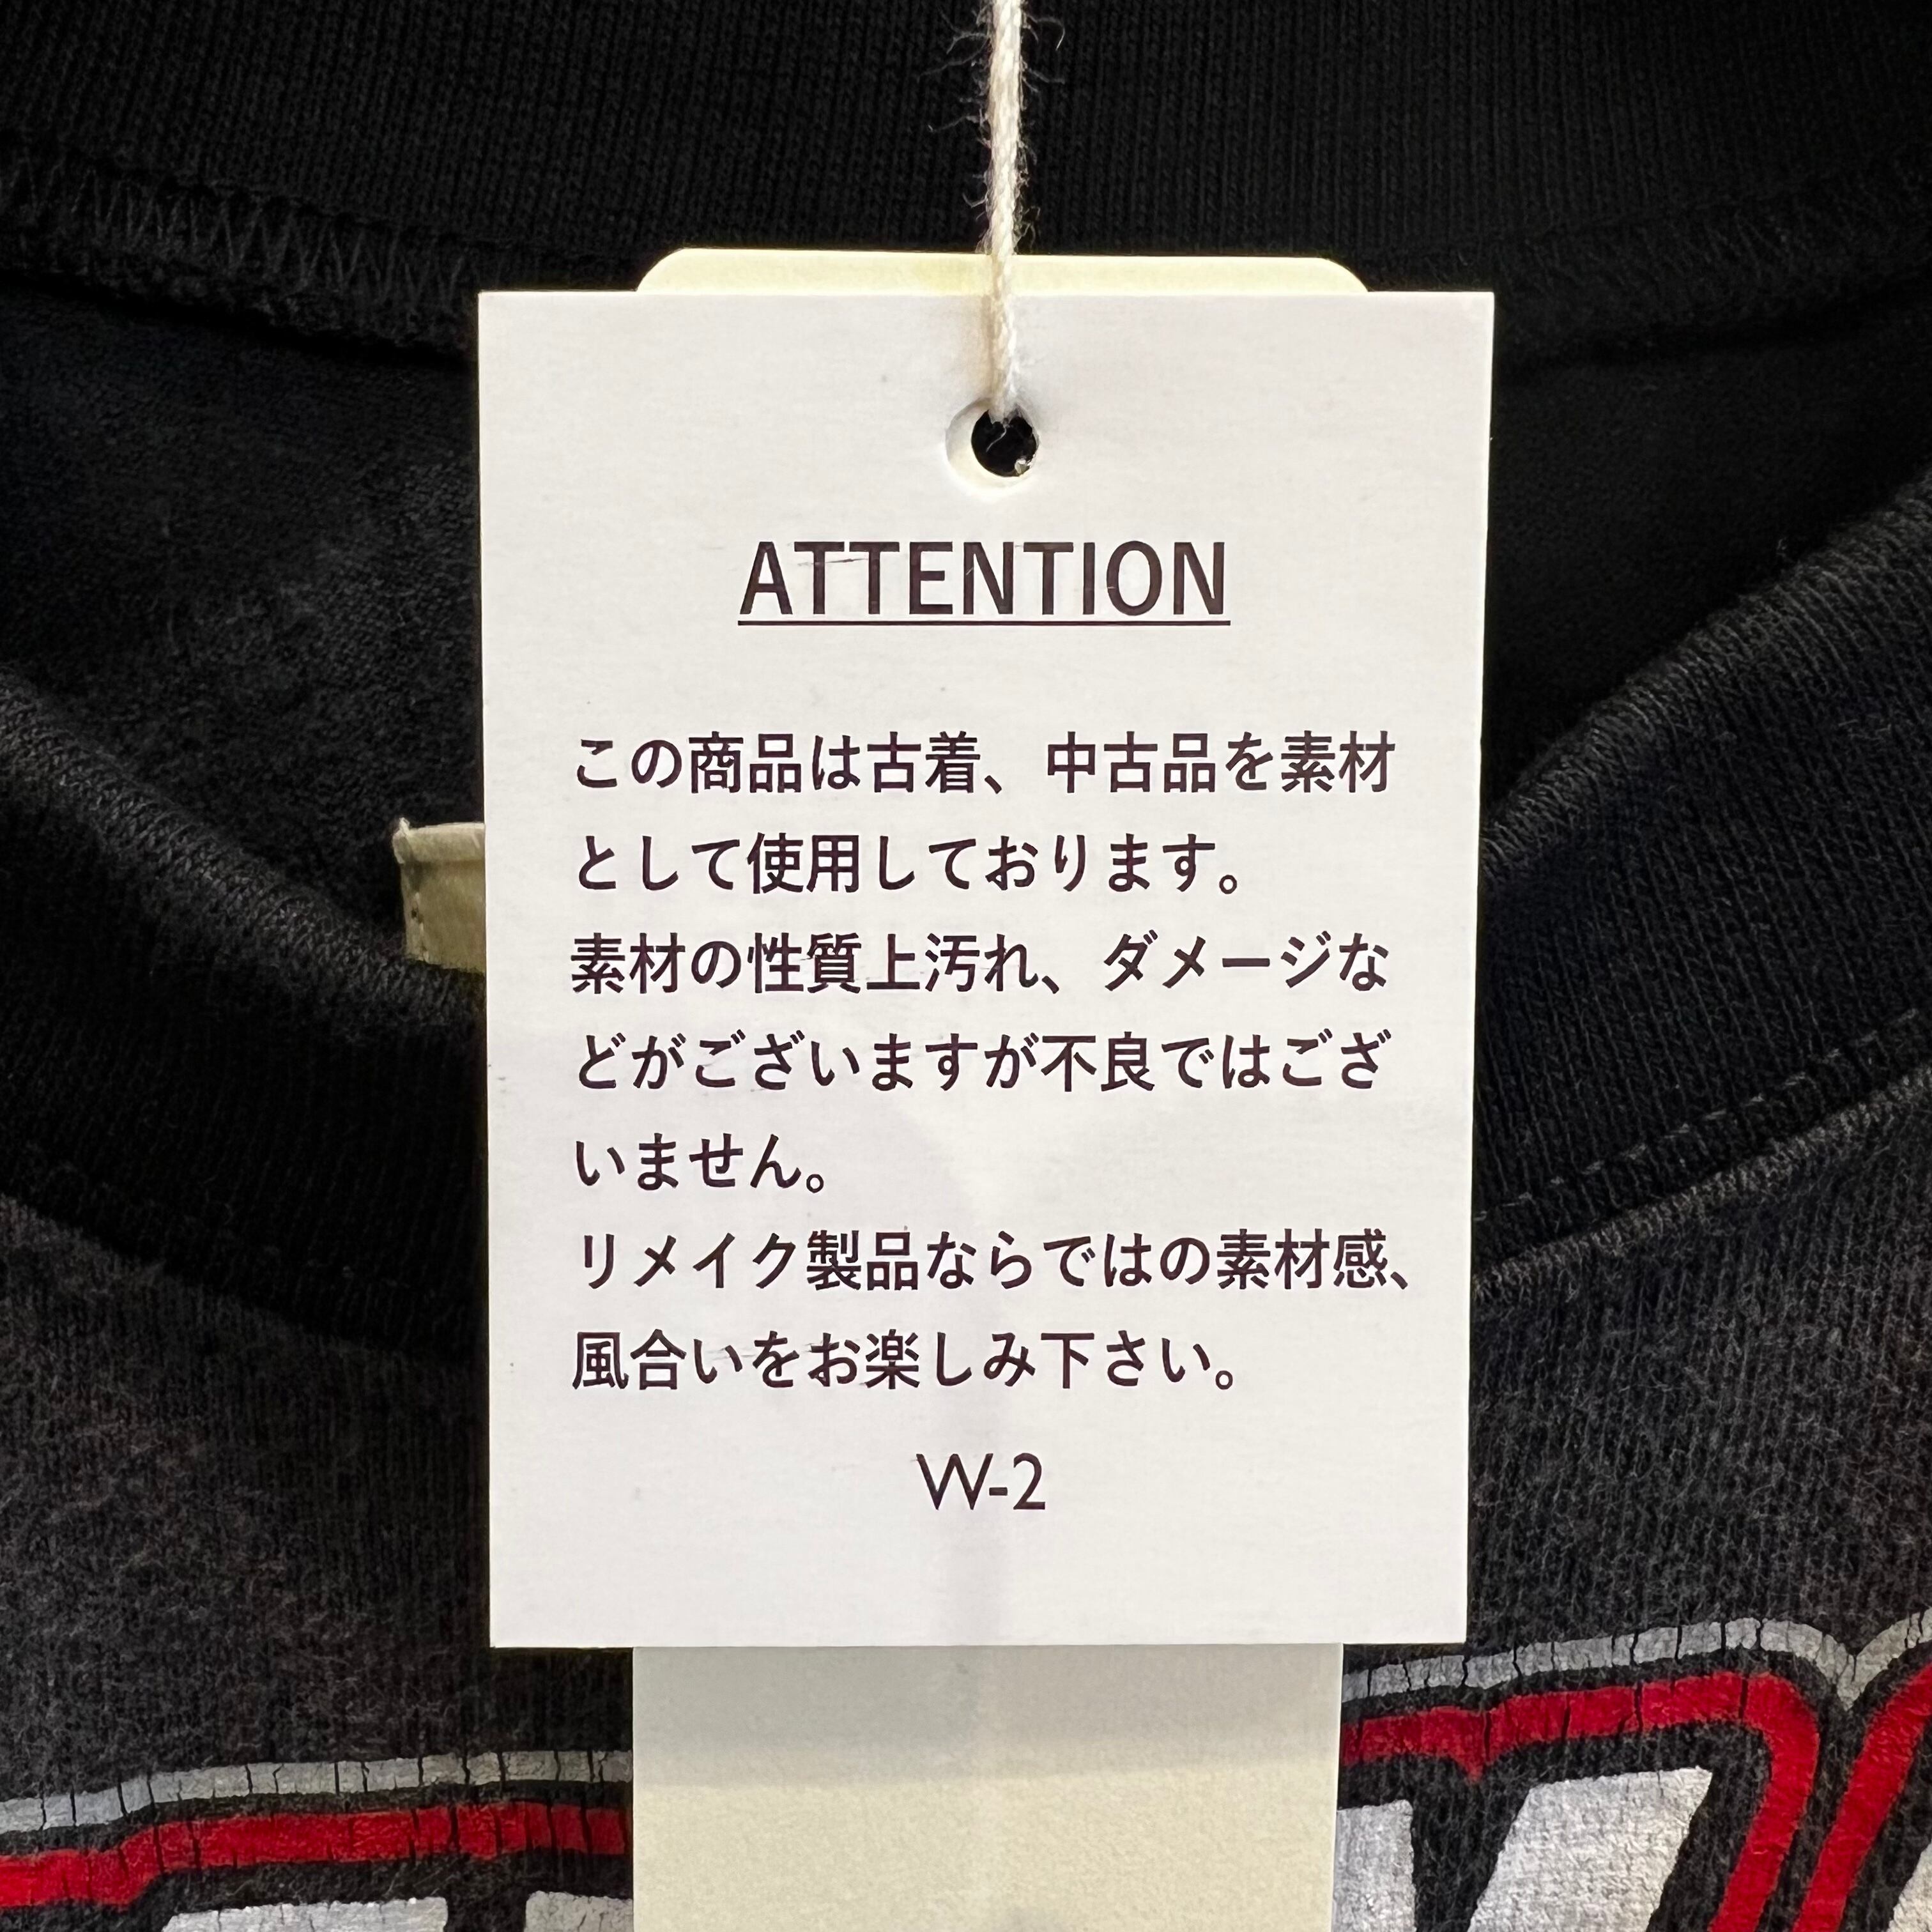 ATTENTION
この商品は古着、中古品を素材
として使用しております。
素材の性質上汚れ、ダメージな
どがございますが不良ではござ
いません。
リメイク製品ならではの素材感、
風合いをお楽しみ下さい。
W-2